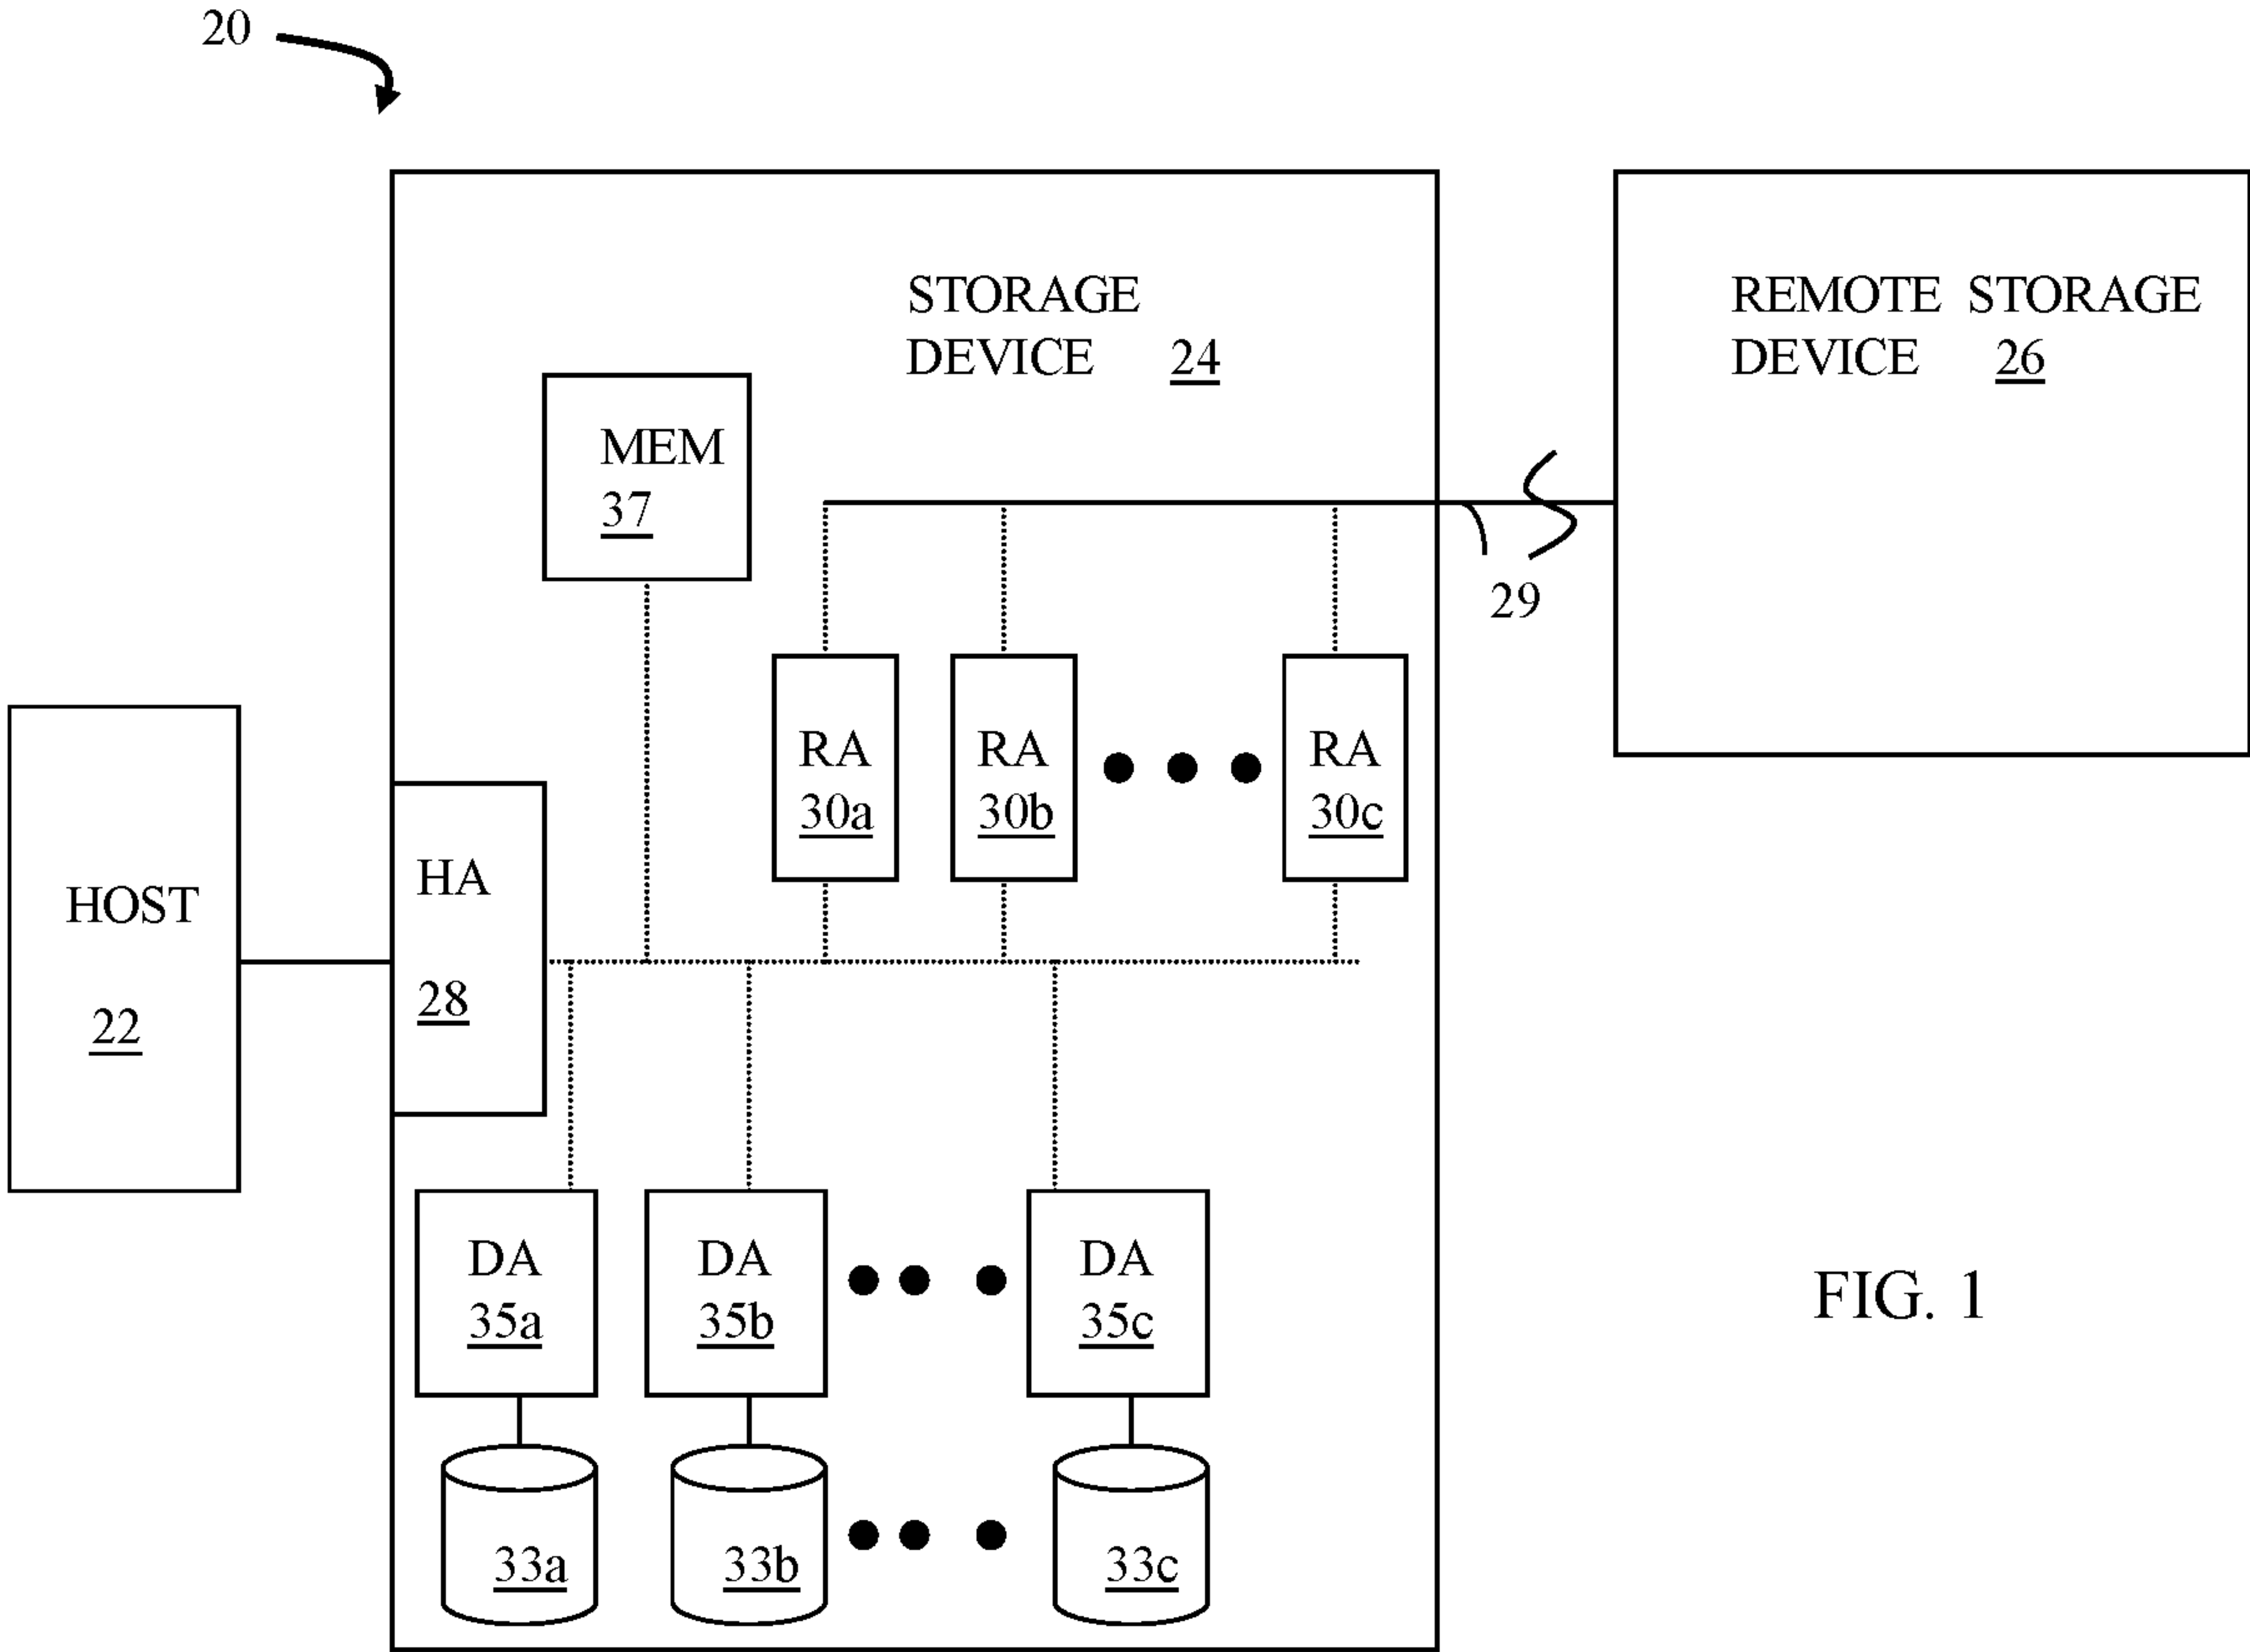 20
STORAGE
DEVICE 24
REMOTE STORAGE
DEVICE 26
MEM
37
29
RA
30a
RA
30b
RA
30c
HOST
22
HA
28
DA
35a
DA
35b
DA
35c
33a
33b
33c
FIG. 1